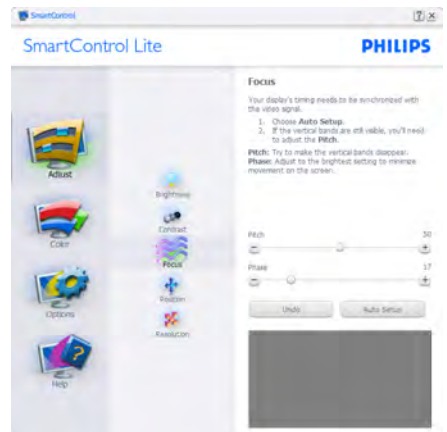 SmartControl
? ×
SmartControl Lite
PHILIPS
Adjust
Color
Options
Help
Brightness
Contrast
Focus
Position
Resolution
Focus
Your display's timing needs to be synchronized with
the video signal.
1. Choose Auto Setup.
2. If the vertical bands are still visible, you'll need
to adjust the Pitch.
Pitch: Try to make the vertical bands disappear.
Phase: Adjust to the brightest setting to minimize
movement on the screen.
Pitch 50
Phase 17
Undo Auto Setup